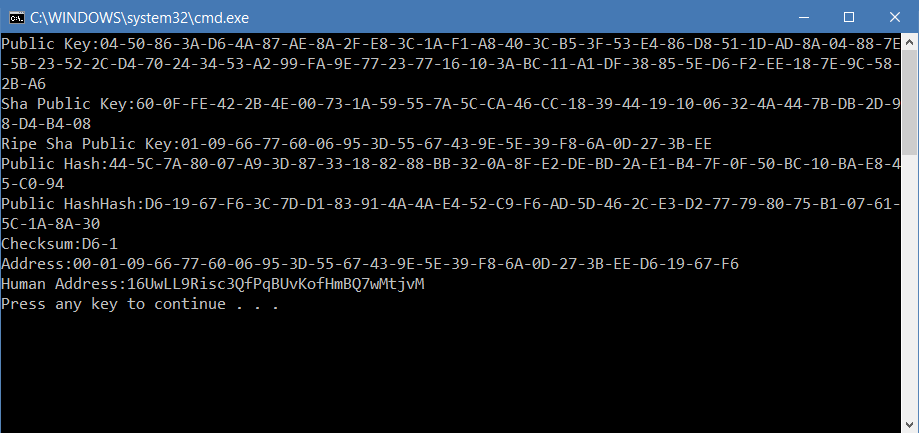 C:\WINDOWS\system32\cmd.exe
Public Key:04-50-86-3A-D6-4A-87-AE-8A-2F-E8-3C-1A-F1-A8-40-3C-B5-3F-53-E4-86-D8-51-1D-AD-8A-04-88-7E
-5B-23-52-2C-D4-70-24-34-53-A2-99-FA-9E-77-23-77-16-10-3A-BC-11-A1-DF-38-85-5E-D6-F2-EE-18-7E-9C-58-
2B-A6
Sha Public Key:60-0F-FE-42-2B-4E-00-73-1A-59-55-7A-5C-CA-46-CC-18-39-44-19-10-06-32-4A-44-7B-DB-2D-9
8-D4-B4-08
Ripe Sha Public Key:01-09-66-77-60-06-95-3D-55-67-43-9E-5E-39-F8-6A-0D-27-3B-EE
Public Hash:44-5C-7A-80-07-A9-3D-87-33-18-82-88-BB-32-0A-8F-E2-DE-BD-2A-E1-B4-7F-0F-50-BC-10-BA-E8-4
5-C0-94
Public HashHash:D6-19-67-F6-3C-7D-D1-83-91-4A-4A-E4-52-C9-F6-AD-5D-46-2C-E3-D2-77-79-80-75-B1-07-61-
5C-1A-8A-30
Checksum:D6-1
Address:00-01-09-66-77-60-06-95-3D-55-67-43-9E-5E-39-F8-6A-0D-27-3B-EE-D6-19-67-F6
Human Address:16UwLL9Risc3QfPqBUvKofHmBQ7wMtjvM
Press any key to continue . . .